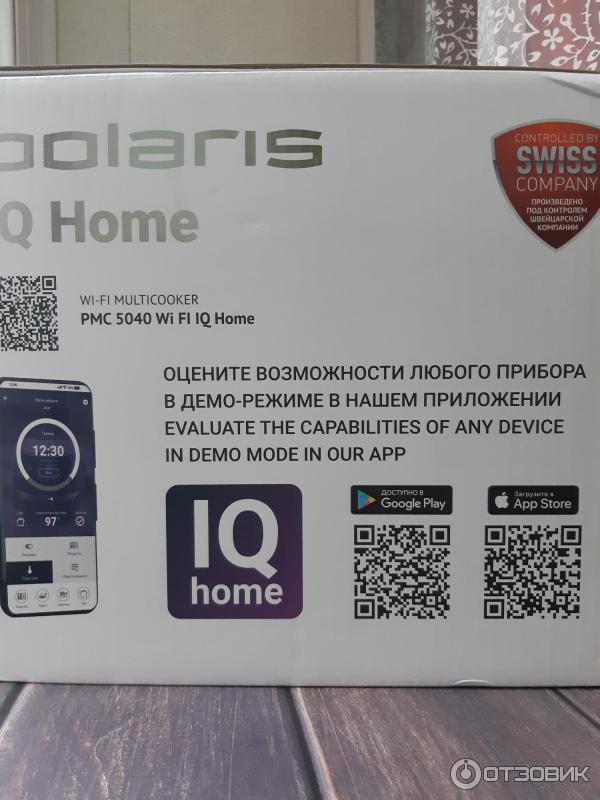 polaris
IQ Home
CONTROLLED BY
SWISS
COMPANY
ПРОИЗВЕДЕНО
ПОД КОНТРОЛЕМ
ШВЕЙЦАРСКОЙ
КОМПАНИИ
WI-FI MULTICOOKER
PMC 5040 Wi FI IQ Home
ОЦЕНИТЕ ВОЗМОЖНОСТИ ЛЮБОГО ПРИБОРА
В ДЕМО-РЕЖИМЕ В НАШЕМ ПРИЛОЖЕНИИ
EVALUATE THE CAPABILITIES OF ANY DEVICE
IN DEMO MODE IN OUR APP
12:30
97
IQ
home
ДОСТУПНО В
Google Play
Загрузите в
App Store
ОТЗОВИК